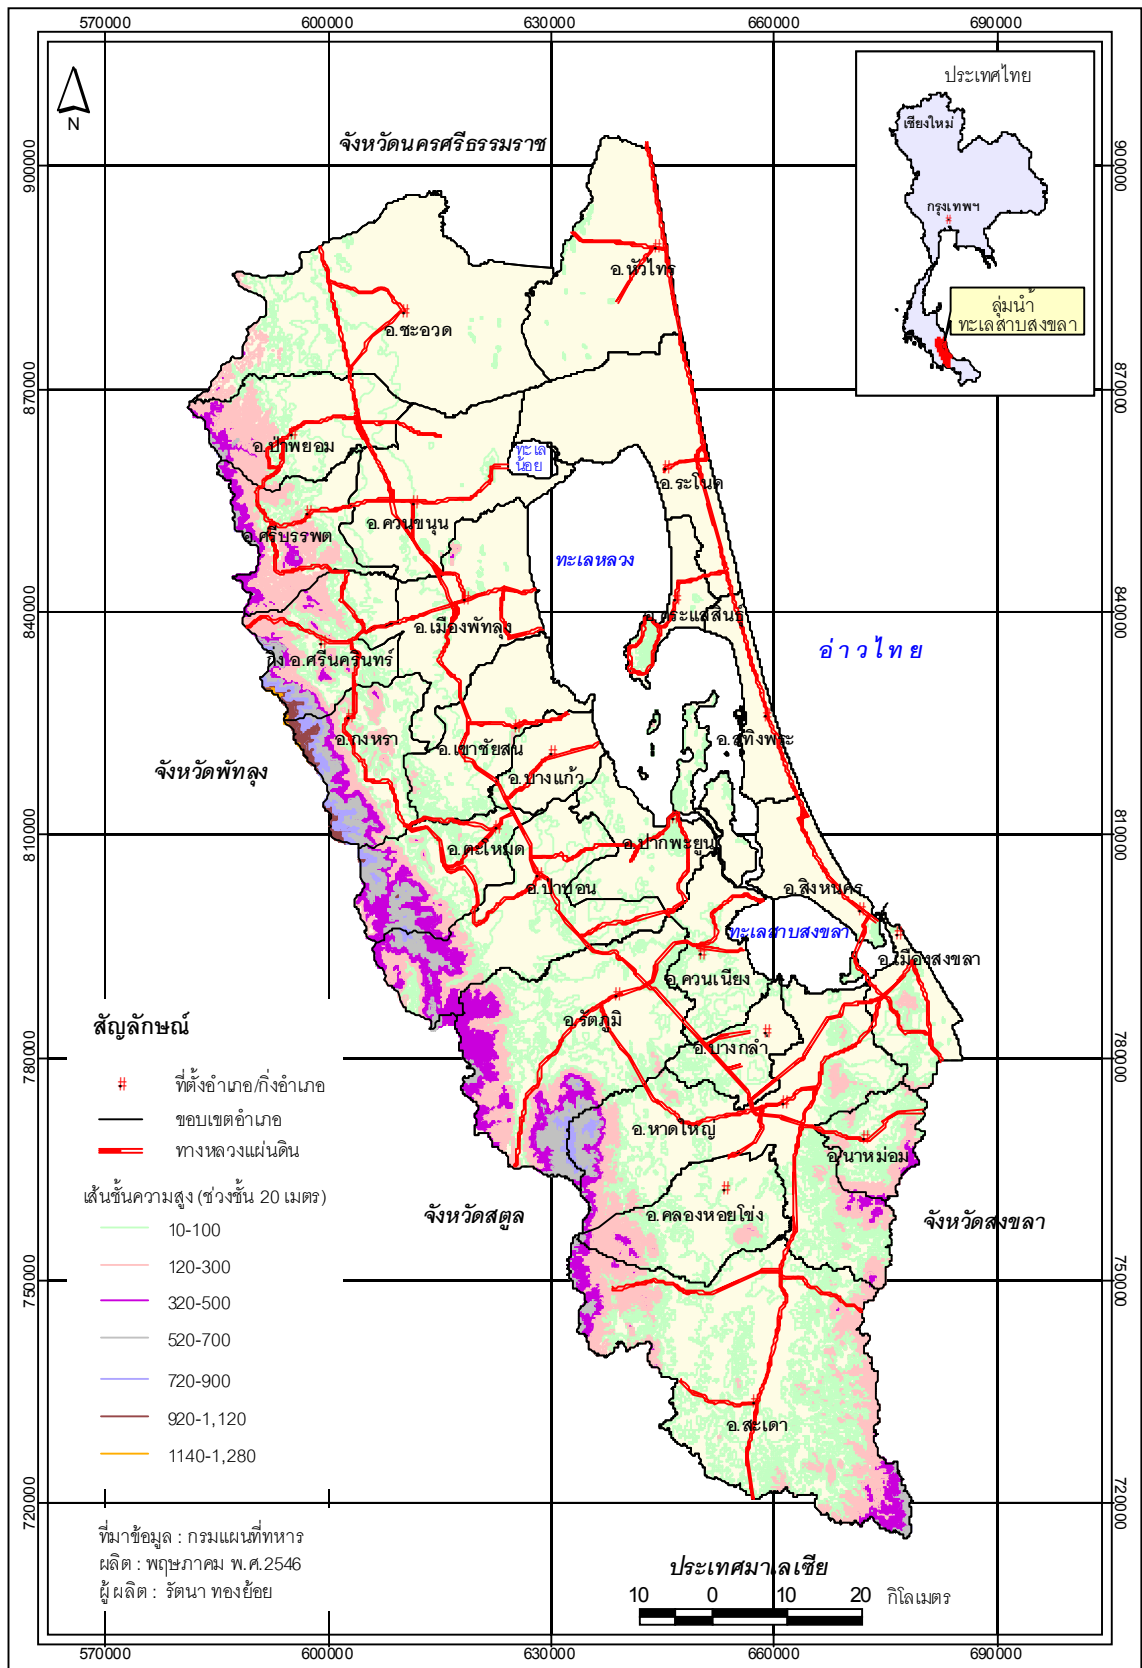 570000 600000 630000 660000 690000
ประเทศไทย
เชียงใหม่
กรุงเทพฯ
ลุ่มน้ำ
ทะเลสาบสงขลา
N
จังหวัดนครศรีธรรมราช
900000 900000
อ.หัวไทร
อ.ชะอวด
870000 870000
อ.ป่าพยอม
ทะเล
น้อย
อ.ระโนด
อ.ควนขนุน
อ.ศรีบรรพต
ทะเลหลวง
840000 840000
อ.กระแสสินธุ์
อ.เมืองพัทลุง
อ่าวไทย
กิ่ง อ.ศรีนครินทร์
อ.กงหรา
อ.เขาชัยสน
อ.สทิงพระ
จังหวัดพัทลุง
อ.บางแก้ว
810000 810000
อ.ปากพะยูน
อ.ตะโหมด
อ.ป่าบอน
อ.สิงหนคร
ทะเลสาบสงขลา
อ.เมืองสงขลา
อ.ควนเนียง
อ.รัตภูมิ
อ.บางกล่ำ
780000 780000
อ.หาดใหญ่
อ.นาหม่อม
จังหวัดสตูล
อ.คลองหอยโข่ง
จังหวัดสงขลา
750000 750000
อ.สะเดา
720000 720000
สัญลักษณ์
ที่ตั้งอำเภอ/กิ่งอำเภอ
ขอบเขตอำเภอ
ทางหลวงแผ่นดิน
เส้นชั้นความสูง (ช่วงชั้น 20 เมตร)
10-100
120-300
320-500
520-700
720-900
920-1,120
1140-1,280
ที่มาข้อมูล : กรมแผนที่ทหาร
ผลิต : พฤษภาคม พ.ศ.2546
ผู้ผลิต : รัตนา ทองย้อย
ประเทศมาเลเซีย
10 0 10 20 กิโลเมตร
570000 600000 630000 660000 690000